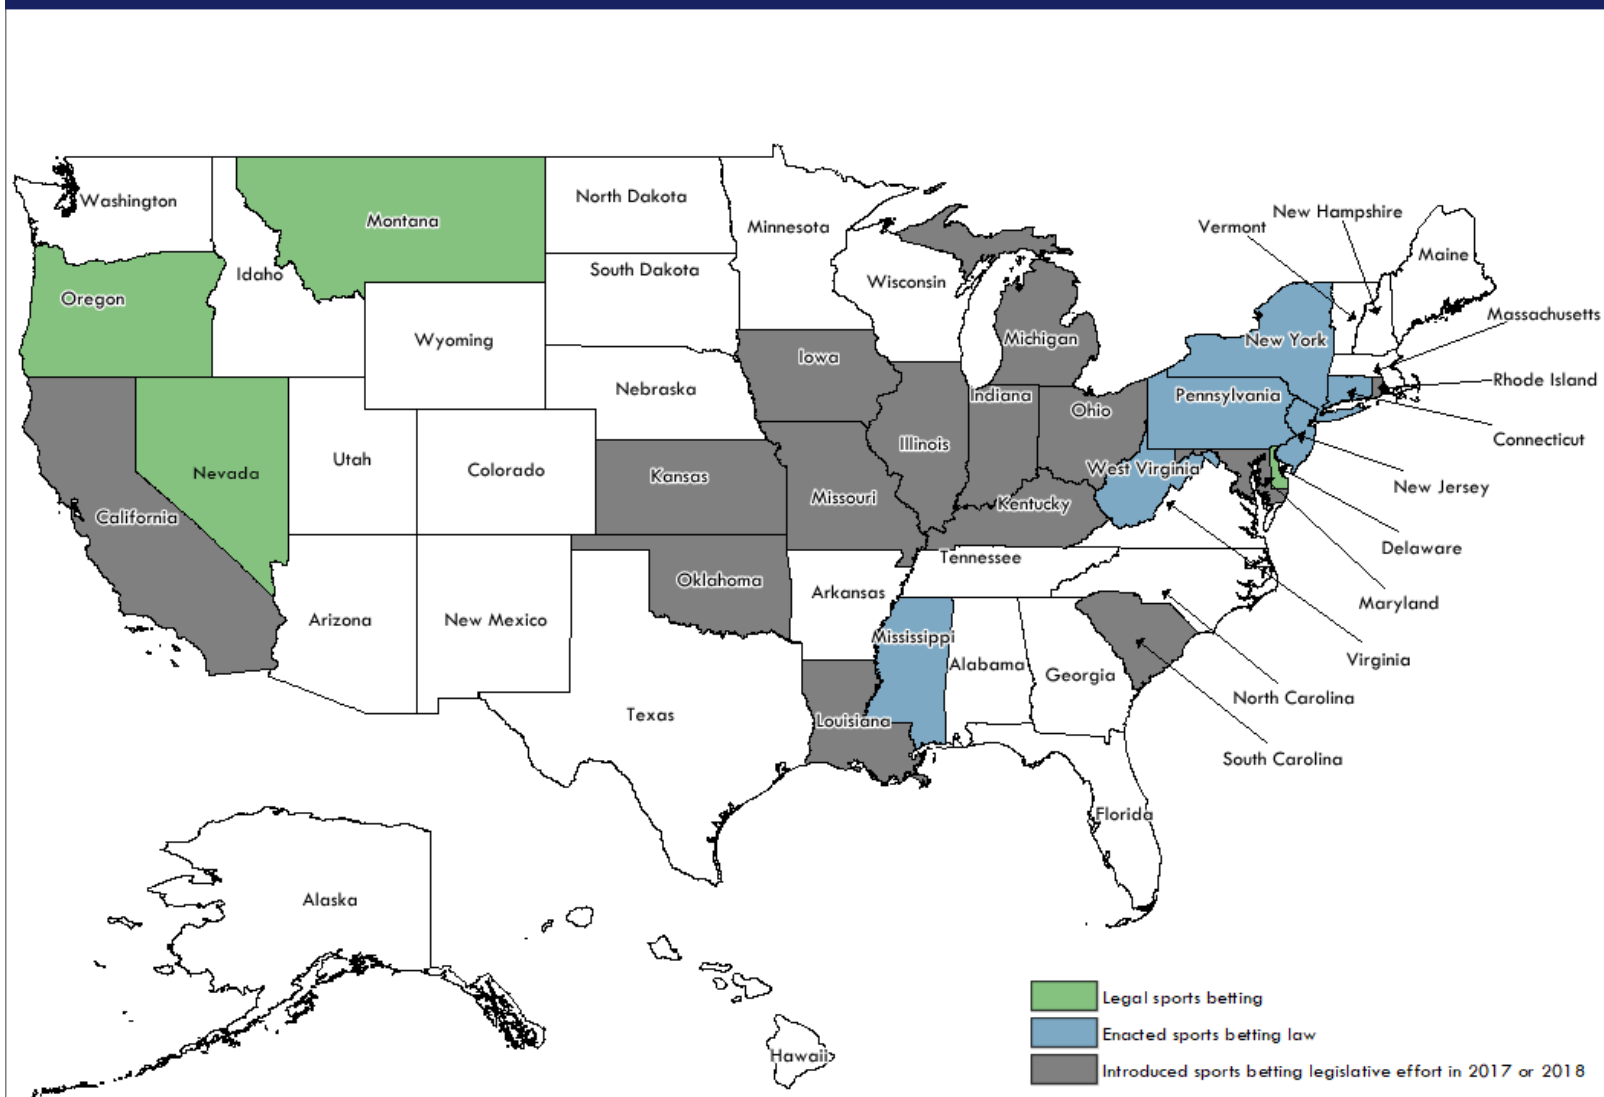 Washington
Montana
North Dakota
Minnesota
New Hampshire
Vermont
Maine
Idaho
South Dakota
Oregon
Wisconsin
Massachusetts
Wyoming
Michigan
New York
Iowa
Rhode Island
Nebraska
Indiana
Pennsylvania
Ohio
Connecticut
Illinois
Utah
Colorado
Nevada
Kansas
West Virginia
New Jersey
Missouri
Kentucky
California
Delaware
Tennessee
Oklahoma
Arkansas
Maryland
Arizona
New Mexico
Mississippi
Alabama
Virginia
Georgia
North Carolina
Texas
Louisiana
South Carolina
Florida
Alaska
Hawaii
Legal sports betting
Enacted sports betting law
Introduced sports betting legislative effort in 2017 or 2018